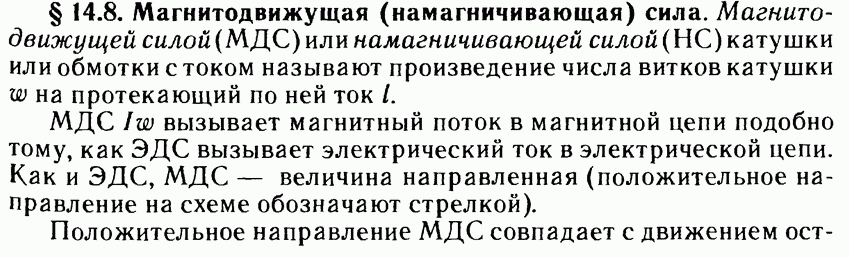 § 14.8. Магнитодвижущая (намагничивающая) сила. Магнито-
движущей силой (МДС) или намагничивающей силой (НС) катушки
или обмотки с током называют произведение числа витков катушки
w на протекающий по ней ток I.
МДС Iw вызывает магнитный поток в магнитной цепи подобно
тому, как ЭДС вызывает электрический ток в электрической цепи.
Как и ЭДС, МДС — величина направленная (положительное на-
правление на схеме обозначают стрелкой).
Положительное направление МДС совпадает с движением ост-